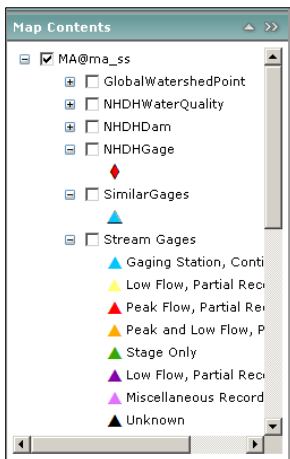 Map Contents
MA@ma_ss
GlobalWatershedPoint
NHDHWaterQuality
NHDHDam
NHDHGage
SimilarGages
Stream Gages
Gaging Station, Conti
Low Flow, Partial Rec
Peak Flow, Partial Re
Peak and Low Flow, P
Stage Only
Low Flow, Partial Rec
Miscellaneous Record
Unknown